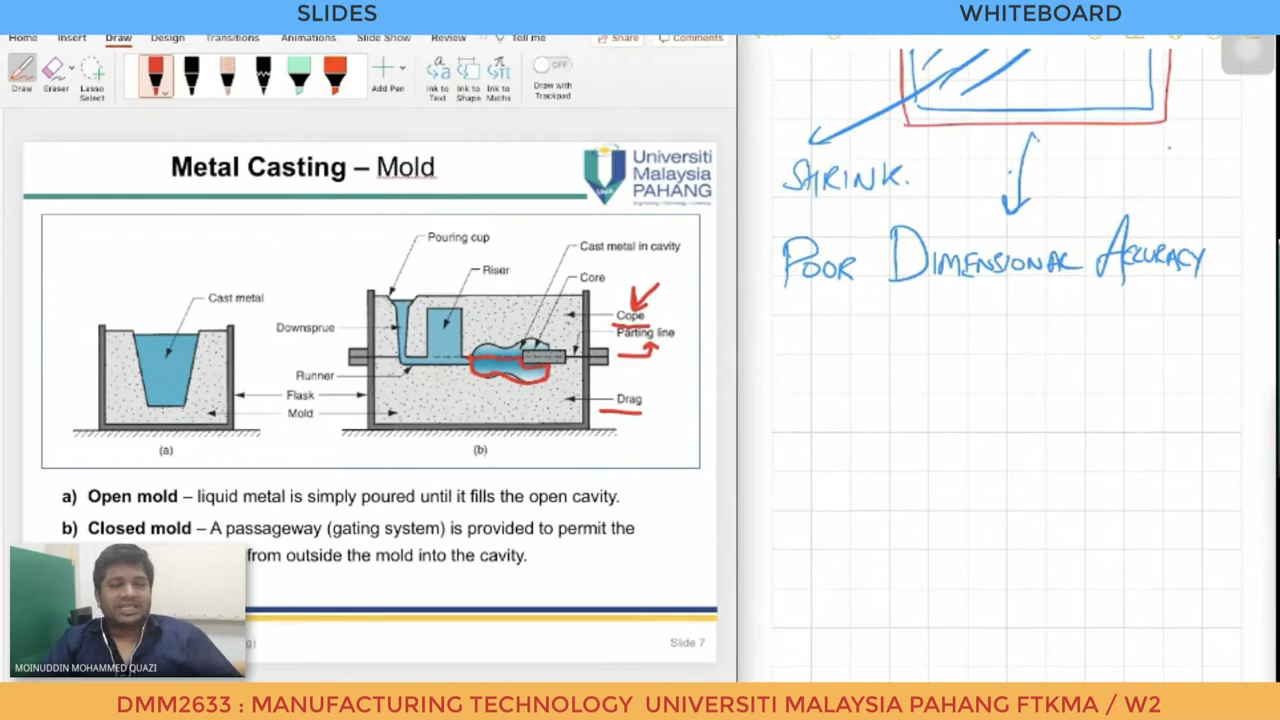 SLIDES
WHITEBOARD
Home Insert Draw Design Transitions Animations Slide Show Review Tell me Share Comments
Draw
Eraser
Lasso Select
Add Pen
Ink to Text
Ink to Shape
Ink to Maths
OFF
Draw with Trackpad
Metal Casting – Mold
Universiti
Malaysia
PAHANG
Pouring cup
Cast metal in cavity
Riser
Core
Cast metal
Cope
Downsprue
Parting line
Runner
Flask
Drag
Mold
(a)
(b)
a) Open mold – liquid metal is simply poured until it fills the open cavity.
b) Closed mold – A passageway (gating system) is provided to permit the
from outside the mold into the cavity.
Slide 7
MOINUDDIN MOHAMMED QUAZI
SHRINK.
POOR DIMENSIONAL ACCURACY
DMM2633 : MANUFACTURING TECHNOLOGY UNIVERSITI MALAYSIA PAHANG FTKMA / W2